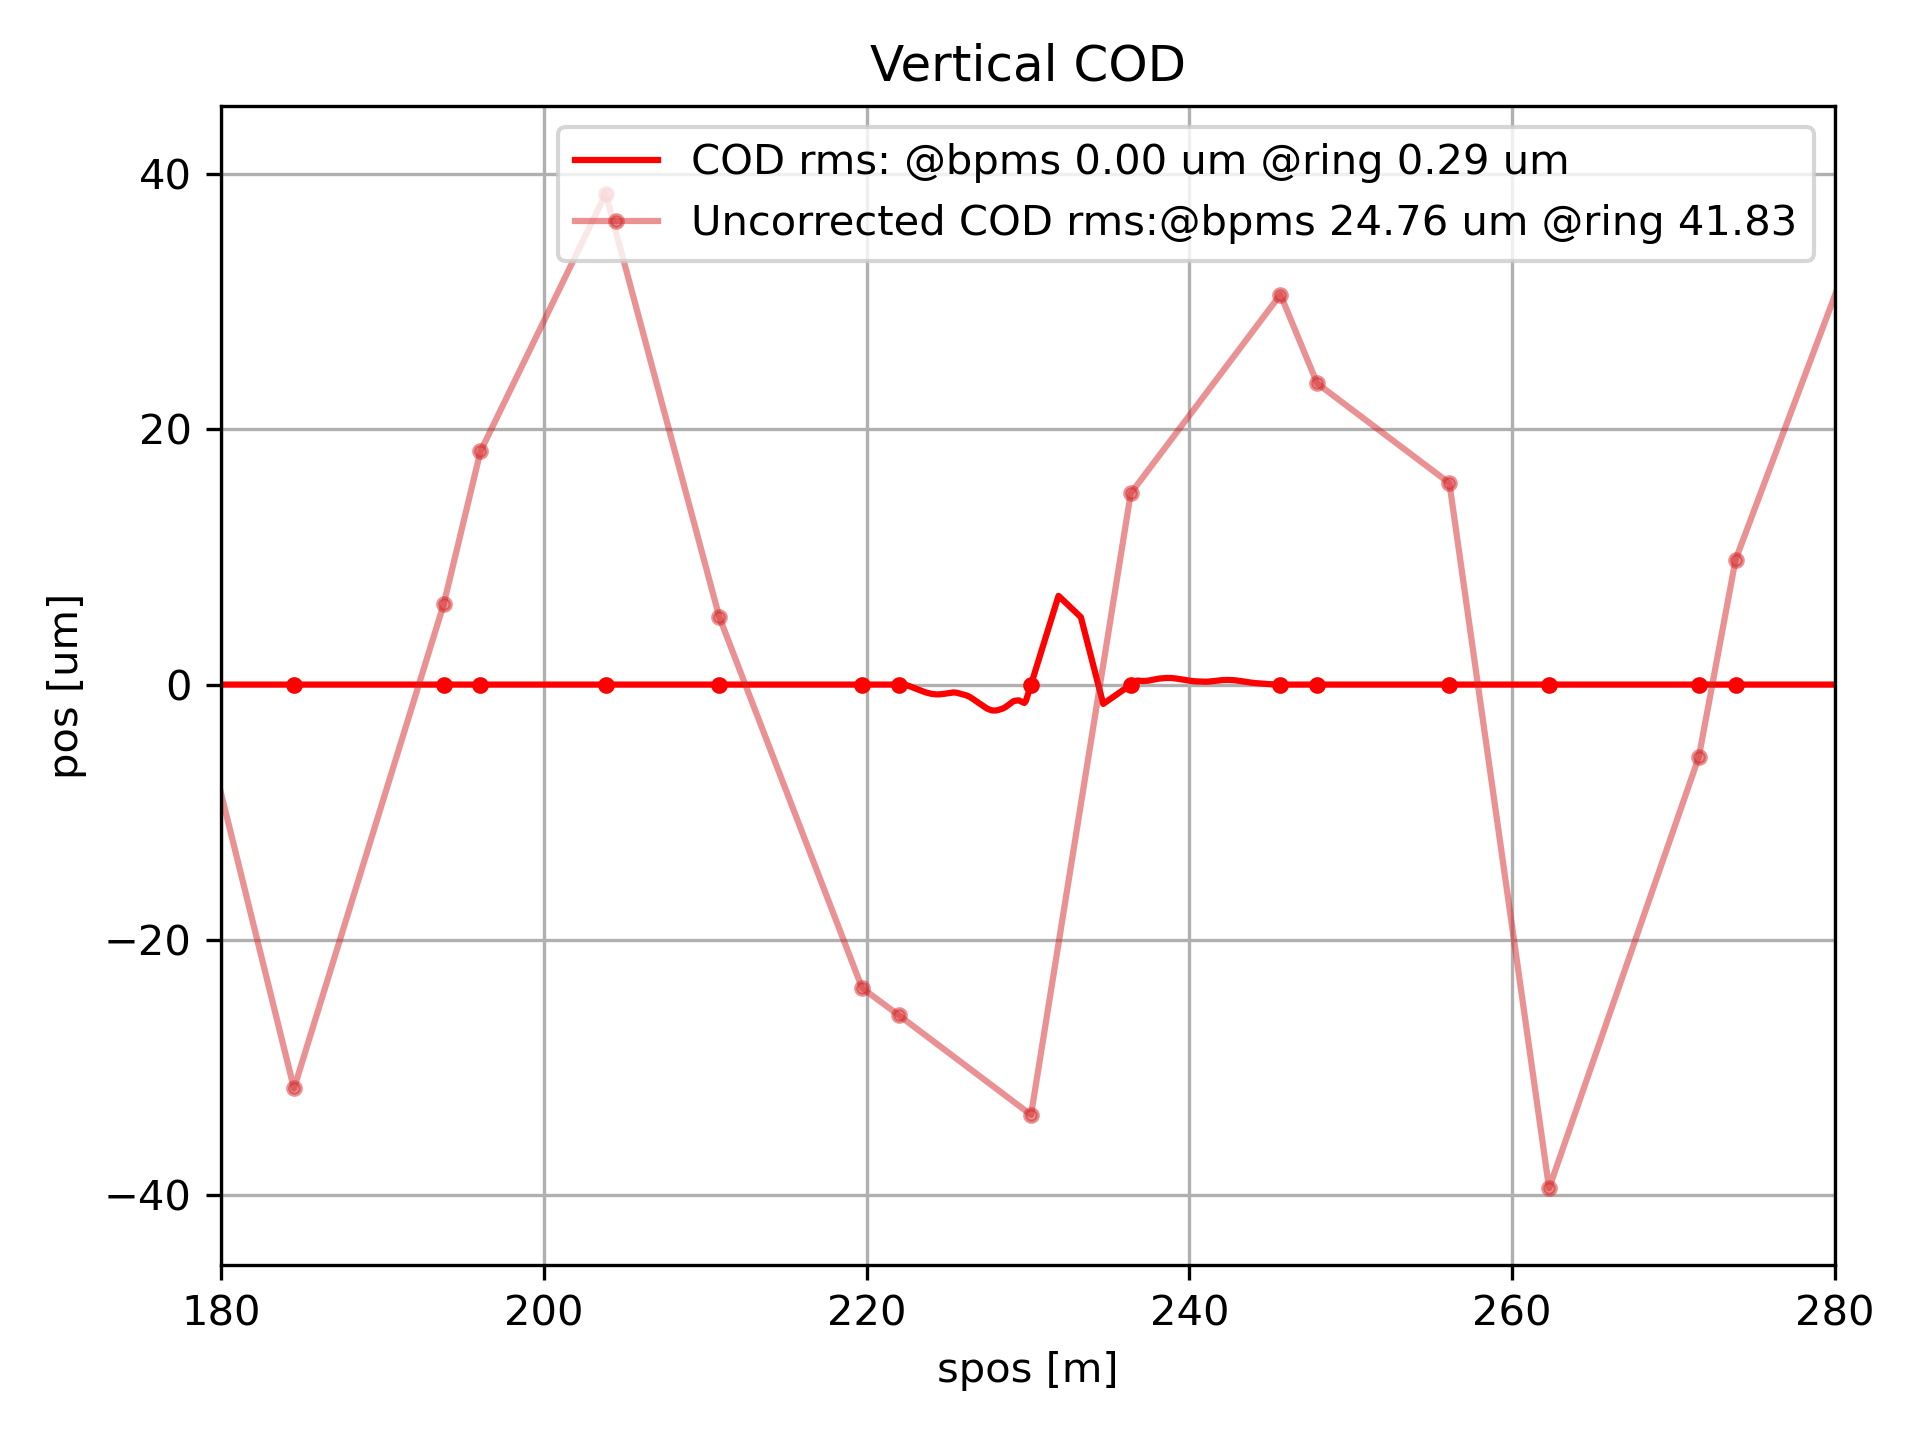 Vertical COD
COD rms: @bpms 0.00 um @ring 0.29 um
Uncorrected COD rms:@bpms 24.76 um @ring 41.83
40
20
0
−20
−40
pos [um]
180 200 220 240 260 280
spos [m]